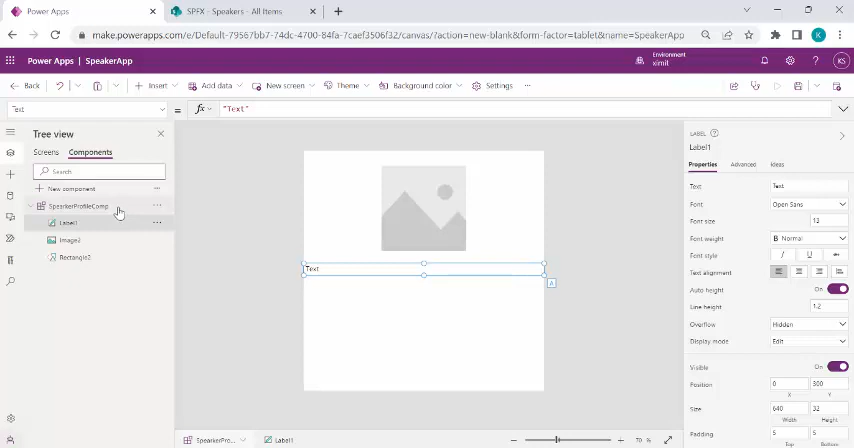 Power Apps
SPFX - Speakers - All Items
make.powerapps.com/e/Default-79567bb7-74dc-4700-84fa-7caef3506f32/canvas/?action=new-blank&form-factor=tablet&name=SpeakerApp
K
Power Apps | SpeakerApp
Environment
ximil
KS
Back
Insert
Add data
New screen
Theme
Background color
Settings
Text
=
fx
"Text"
Tree view
Screens
Components
Search
New component
SpearkerProfileComp
Label1
Image2
Rectangle2
Text
A
LABEL
Label1
Properties
Advanced
Ideas
Text
Text
Font
Open Sans
Font size
13
Font weight
B Normal
Font style
Text alignment
Auto height
On
Line height
1.2
Overflow
Hidden
Display mode
Edit
Visible
On
Position
0
300
X
Y
Size
640
32
Width
Height
Padding
5
5
Top
Bottom
SpearkerPro...
Label1
70 %